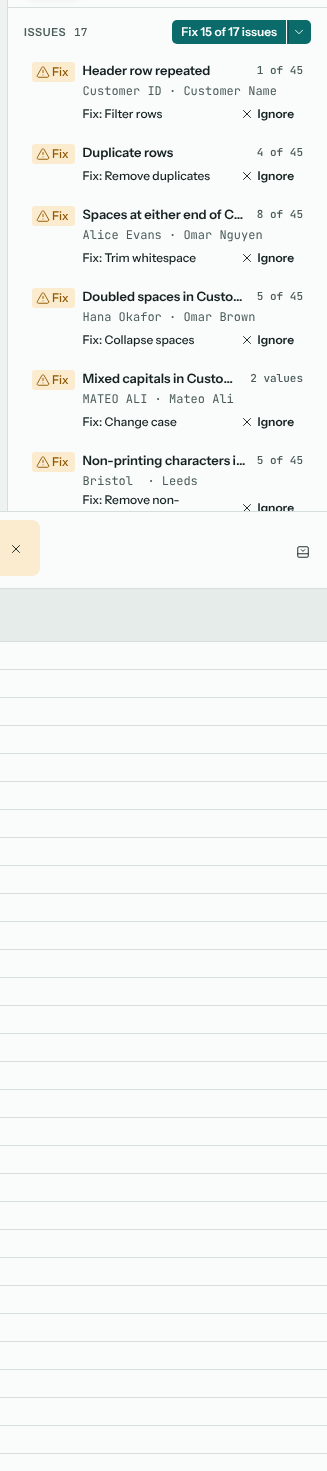 ISSUES 17 Fix 15 of 17 issues
Fix Header row repeated 1 of 45
Customer ID · Customer Name
Fix: Filter rows Ignore
Fix Duplicate rows 4 of 45
Fix: Remove duplicates Ignore
Fix Spaces at either end of C... 8 of 45
Alice Evans · Omar Nguyen
Fix: Trim whitespace Ignore
Fix Doubled spaces in Custo... 5 of 45
Hana Okafor · Omar Brown
Fix: Collapse spaces Ignore
Fix Mixed capitals in Custo... 2 values
MATEO ALI · Mateo Ali
Fix: Change case Ignore
Fix Non-printing characters i... 5 of 45
Bristol · Leeds
Fix: Remove non-
Ignore